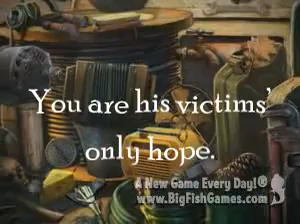 You are his victims'
only hope.
A New Game Every Day!®
www.BigFishGames.com